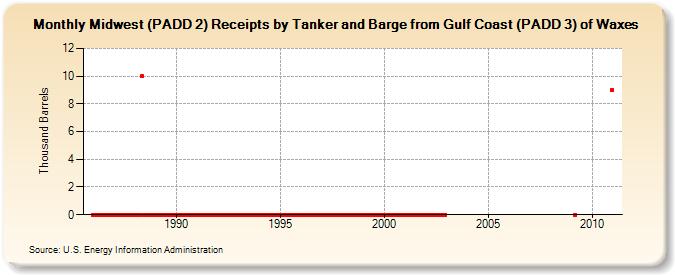 Monthly Midwest (PADD 2) Receipts by Tanker and Barge from Gulf Coast (PADD 3) of Waxes
Thousand Barrels
12
10
8
6
4
2
0
1990 1995 2000 2005 2010
Source: U.S. Energy Information Administration